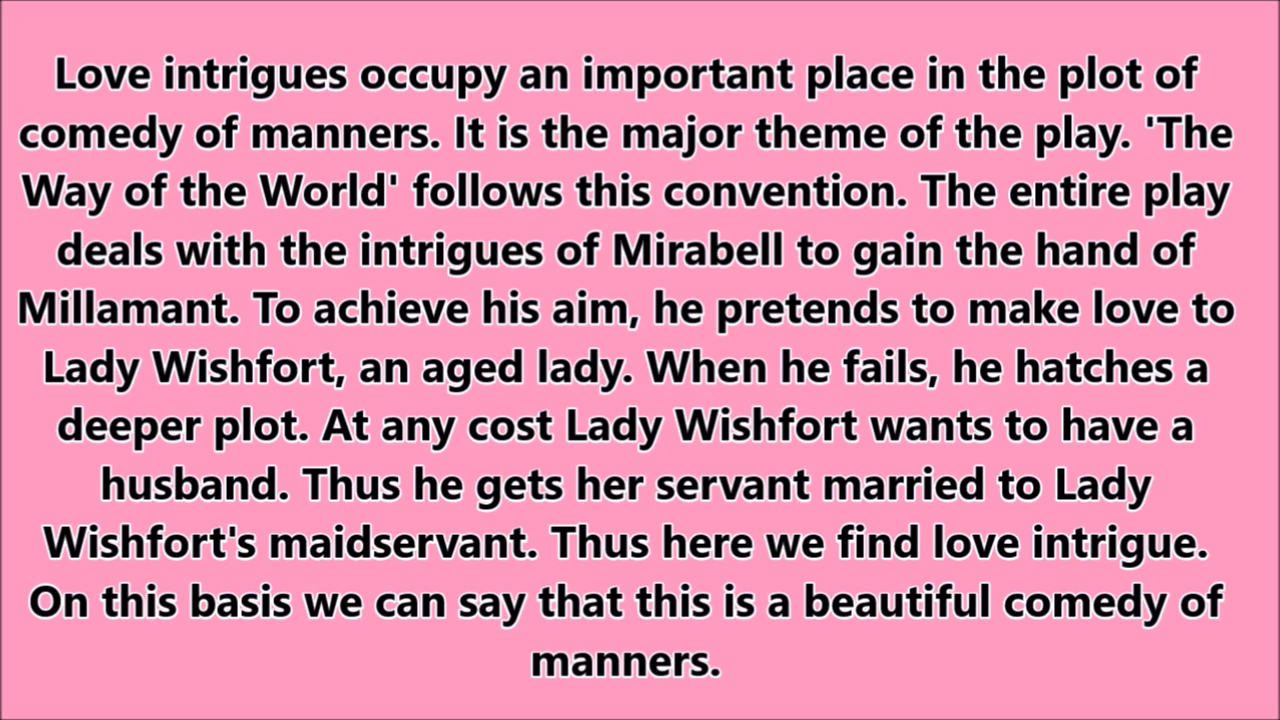 Love intrigues occupy an important place in the plot of
comedy of manners. It is the major theme of the play. 'The
Way of the World' follows this convention. The entire play
deals with the intrigues of Mirabell to gain the hand of
Millamant. To achieve his aim, he pretends to make love to
Lady Wishfort, an aged lady. When he fails, he hatches a
deeper plot. At any cost Lady Wishfort wants to have a
husband. Thus he gets her servant married to Lady
Wishfort's maidservant. Thus here we find love intrigue.
On this basis we can say that this is a beautiful comedy of
manners.